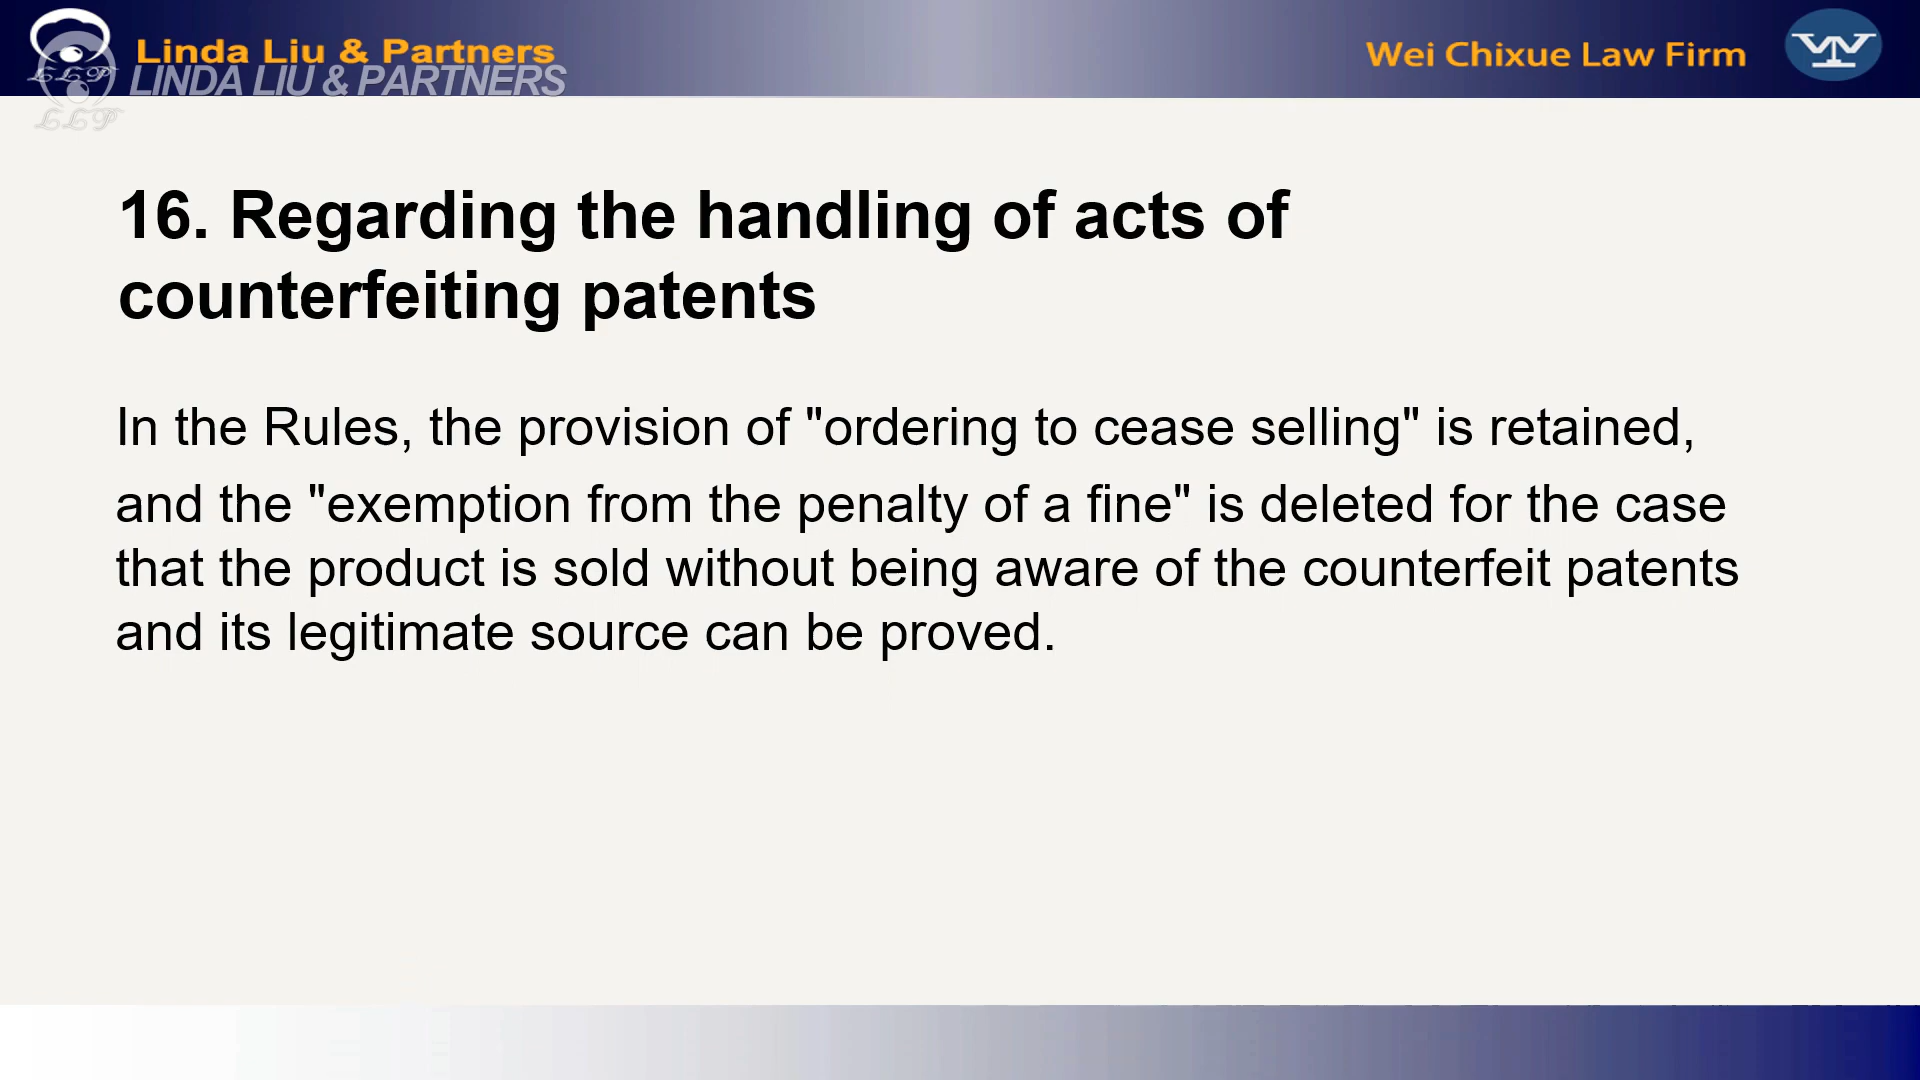 Linda Liu & Partners
LINDA LIU & PARTNERS
LLP
LLP
Wei Chixue Law Firm
16. Regarding the handling of acts of
counterfeiting patents
In the Rules, the provision of "ordering to cease selling" is retained,
and the "exemption from the penalty of a fine" is deleted for the case
that the product is sold without being aware of the counterfeit patents
and its legitimate source can be proved.